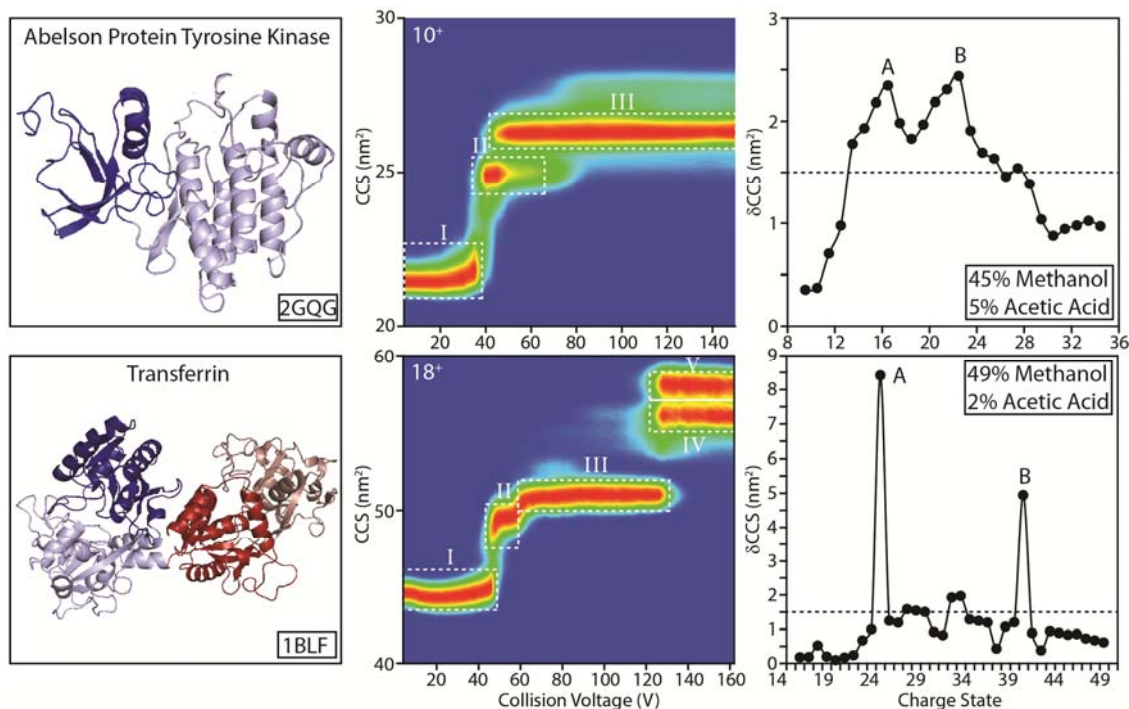 Abelson Protein Tyrosine Kinase
2GQG
10+
I
II
III
CCS (nm²)
30
25
20
20 40 60 80 100 120 140
A
B
δCCS (nm²)
3
2
1
0
45% Methanol
5% Acetic Acid
8 12 16 20 24 28 32 36
Transferrin
1BLF
18+
I
II
III
IV
V
CCS (nm²)
60
50
40
20 40 60 80 100 120 140 160
Collision Voltage (V)
49% Methanol
2% Acetic Acid
A
B
δCCS (nm²)
9
8
7
6
5
4
3
2
1
0
14 19 24 29 34 39 44 49
Charge State